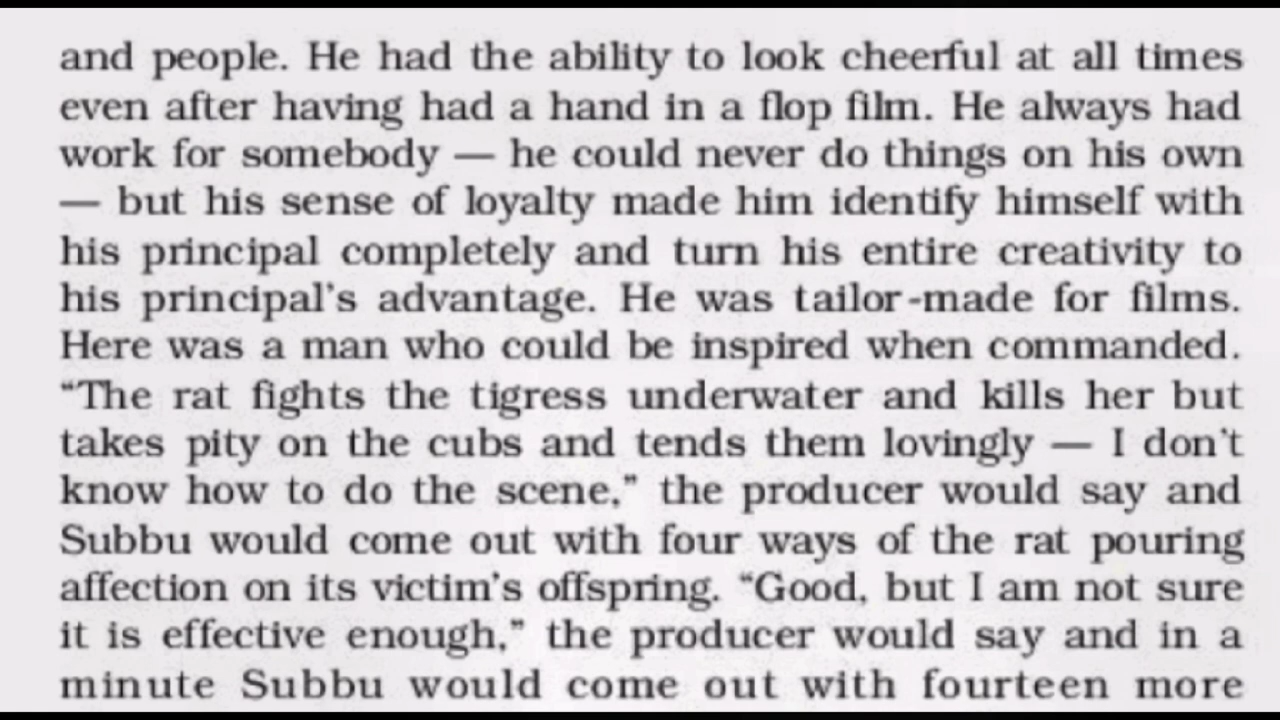 and people. He had the ability to look cheerful at all times
even after having had a hand in a flop film. He always had
work for somebody — he could never do things on his own
— but his sense of loyalty made him identify himself with
his principal completely and turn his entire creativity to
his principal's advantage. He was tailor-made for films.
Here was a man who could be inspired when commanded.
“The rat fights the tigress underwater and kills her but
takes pity on the cubs and tends them lovingly — I don't
know how to do the scene,” the producer would say and
Subbu would come out with four ways of the rat pouring
affection on its victim's offspring. “Good, but I am not sure
it is effective enough,” the producer would say and in a
minute Subbu would come out with fourteen more